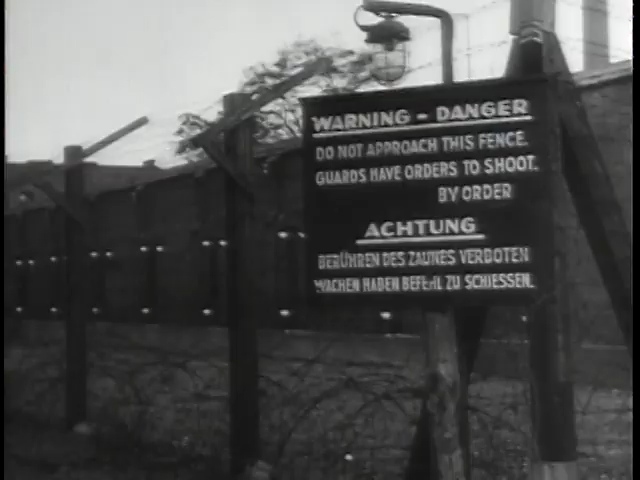 WARNING - DANGER
DO NOT APPROACH THIS FENCE.
GUARDS HAVE ORDERS TO SHOOT.
BY ORDER
ACHTUNG
BERÜHREN DES ZAUNES VERBOTEN
WACHEN HABEN BEFEHL ZU SCHIESSEN.